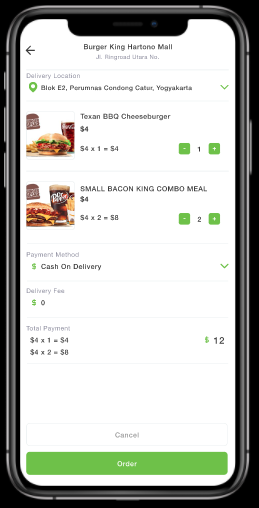 Burger King Hartono Mall
Jl. Ringroad Utara No.
Delivery Location
Blok E2, Perumnas Condong Catur, Yogyakarta
Texan BBQ Cheeseburger
$4
$4 x 1 = $4
- 1 +
SMALL BACON KING COMBO MEAL
$4
$4 x 2 = $8
- 2 +
Payment Method
$ Cash On Delivery
Delivery Fee
$ 0
Total Payment
$4 x 1 = $4
$ 12
$4 x 2 = $8
Cancel
Order